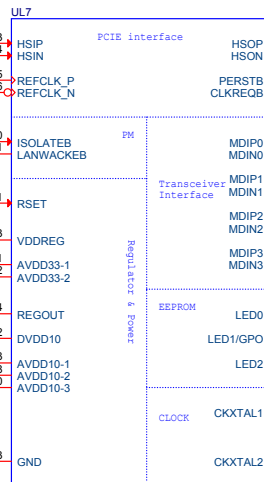 UL7
PCIE interface
HSIP HSOP
HSIN HSON
REFCLK_P PERSTB
REFCLK_N CLKREQB
PM
ISOLATEB MDIP0
LANWACKEB MDIN0
Transceiver MDIP1
Interface MDIN1
RSET
MDIP2
MDIN2
VDDREG
Regulator & Power
MDIP3
AVDD33-1 MDIN3
AVDD33-2
EEPROM
REGOUT LED0
DVDD10 LED1/GPO
AVDD10-1 LED2
AVDD10-2
AVDD10-3
CLOCK CKXTAL1
GND CKXTAL2